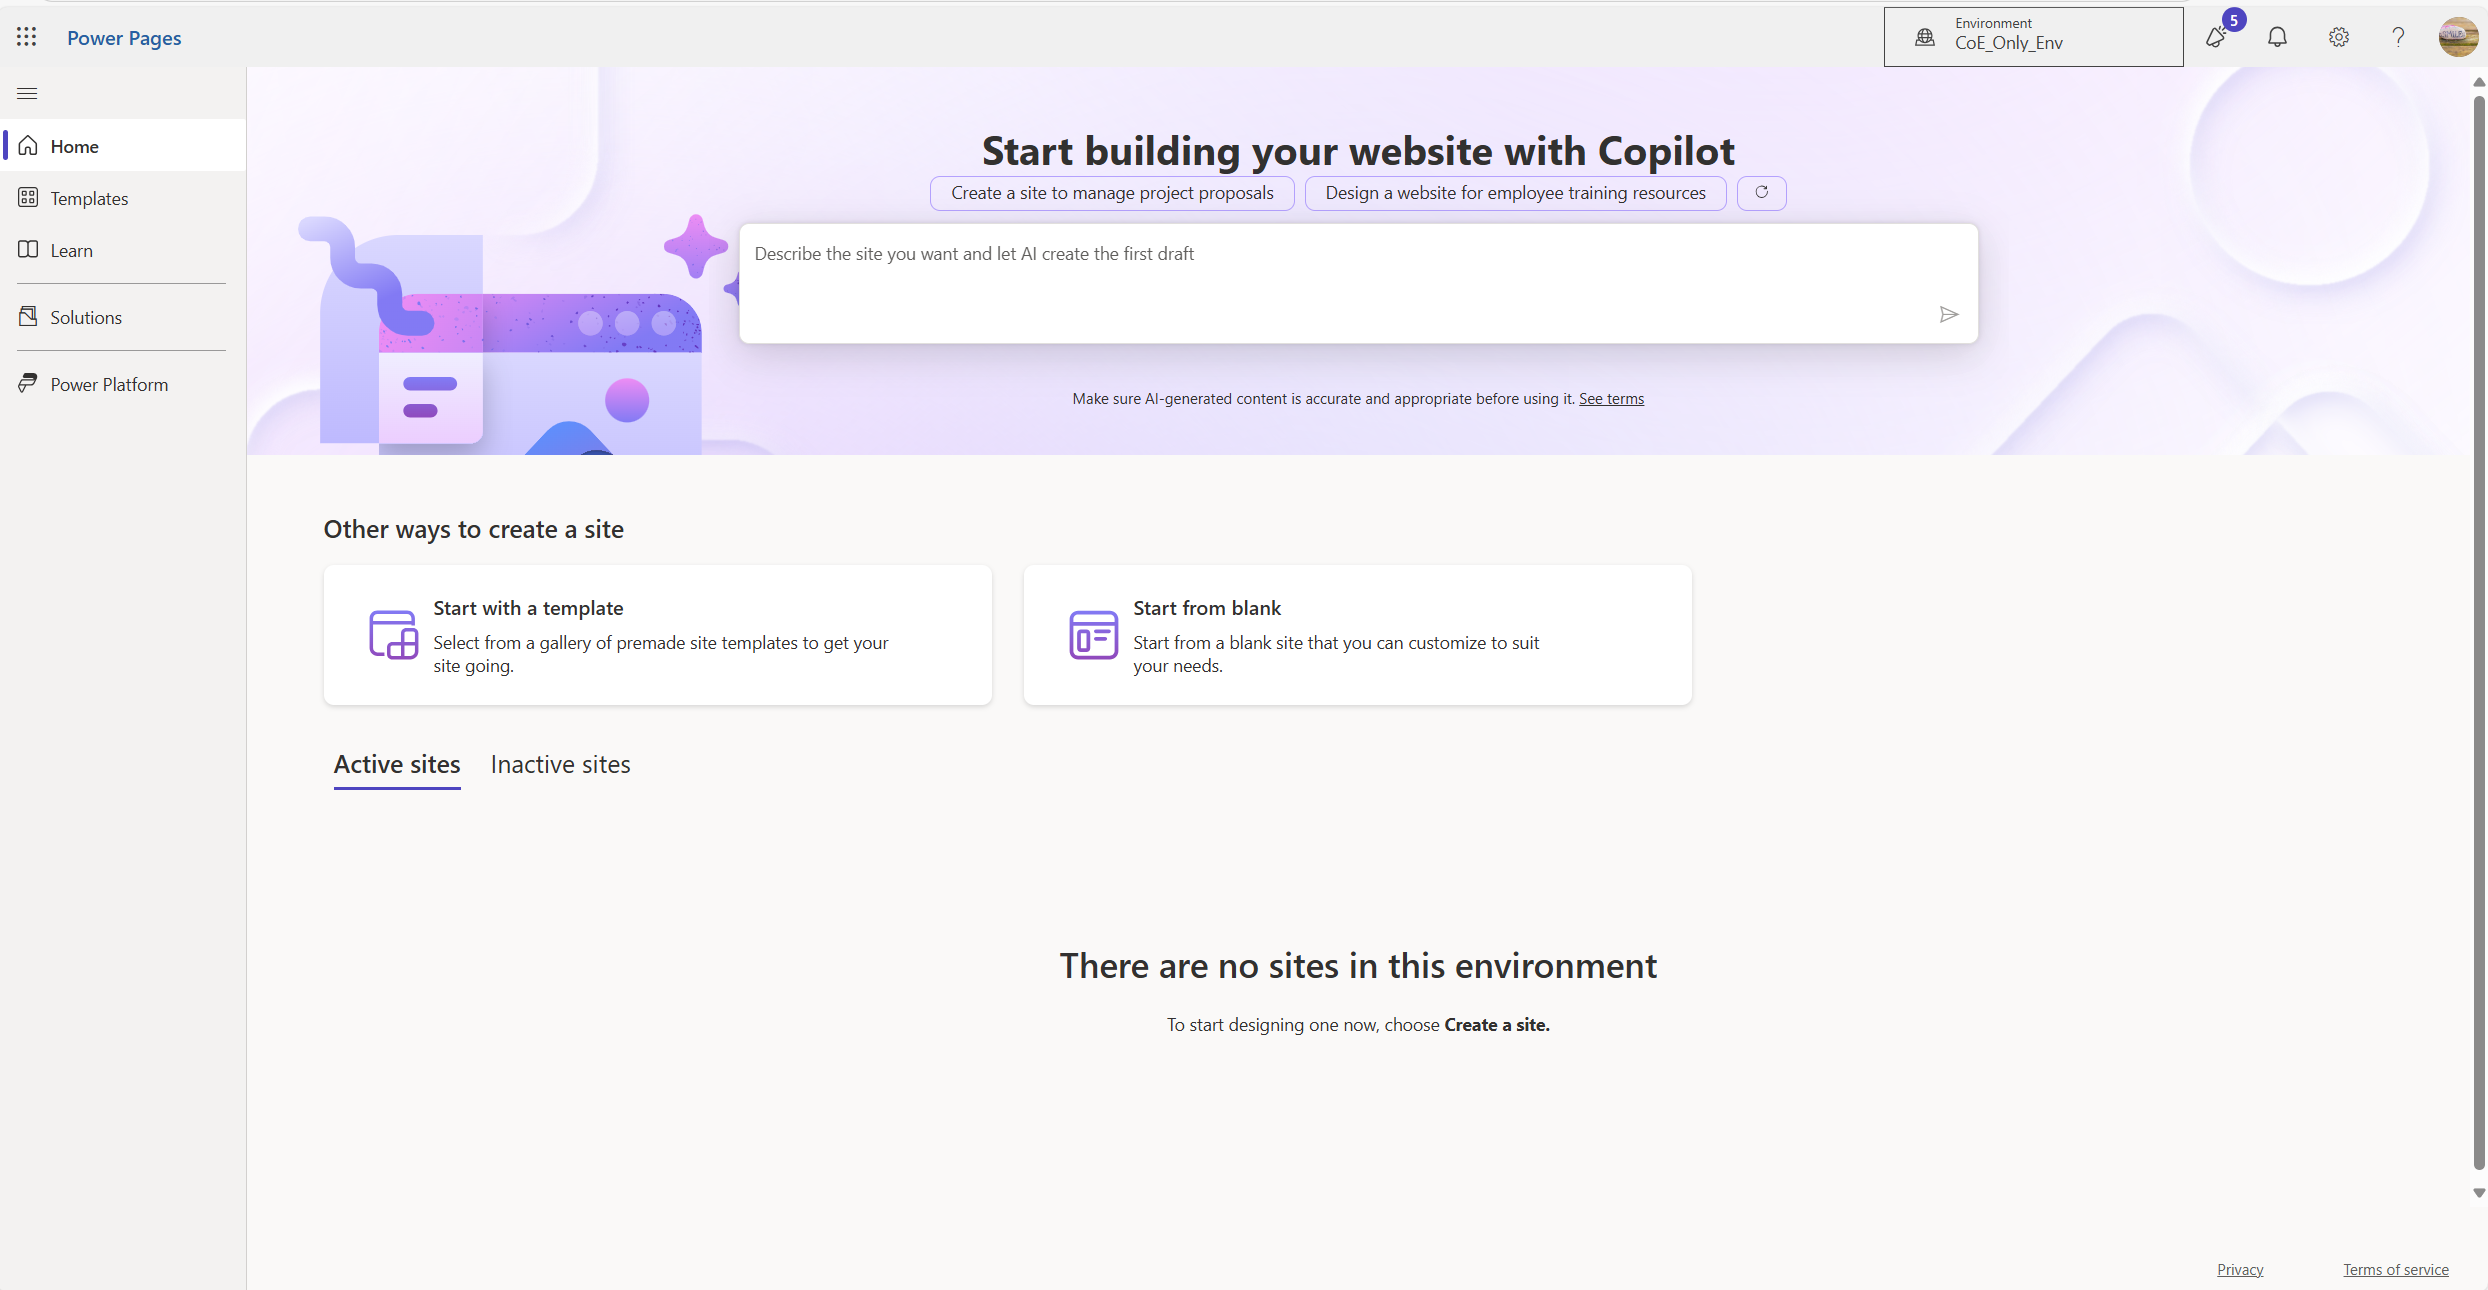 Power Pages
Environment
CoE_Only_Env
5
Home
Templates
Learn
Solutions
Power Platform
Start building your website with Copilot
Create a site to manage project proposals
Design a website for employee training resources
Describe the site you want and let AI create the first draft
Make sure AI-generated content is accurate and appropriate before using it. See terms
Other ways to create a site
Start with a template
Select from a gallery of premade site templates to get your
site going.
Start from blank
Start from a blank site that you can customize to suit
your needs.
Active sites
Inactive sites
There are no sites in this environment
To start designing one now, choose Create a site.
Privacy
Terms of service